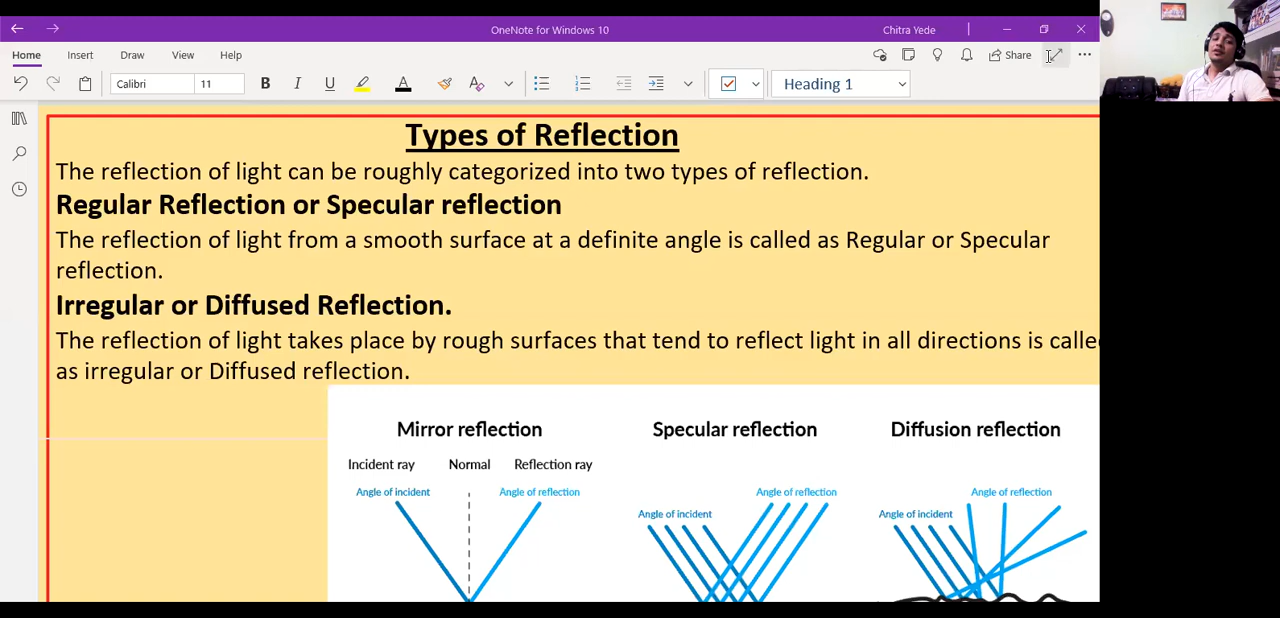 OneNote for Windows 10
Chitra Yede
Home Insert Draw View Help
Share
Calibri 11 B I U A A Heading 1
Types of Reflection
The reflection of light can be roughly categorized into two types of reflection.
Regular Reflection or Specular reflection
The reflection of light from a smooth surface at a definite angle is called as Regular or Specular
reflection.
Irregular or Diffused Reflection.
The reflection of light takes place by rough surfaces that tend to reflect light in all directions is calle
as irregular or Diffused reflection.
Mirror reflection Specular reflection Diffusion reflection
Incident ray Normal Reflection ray
Angle of incident Angle of reflection Angle of reflection Angle of reflection
Angle of incident Angle of incident